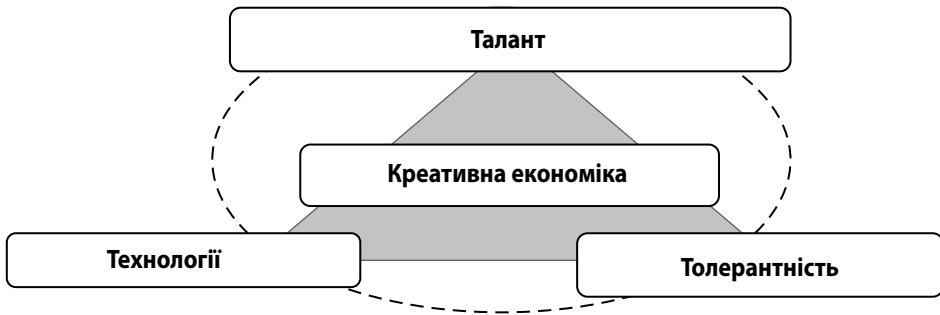 Талант
Креативна економіка
Технології
Толерантність